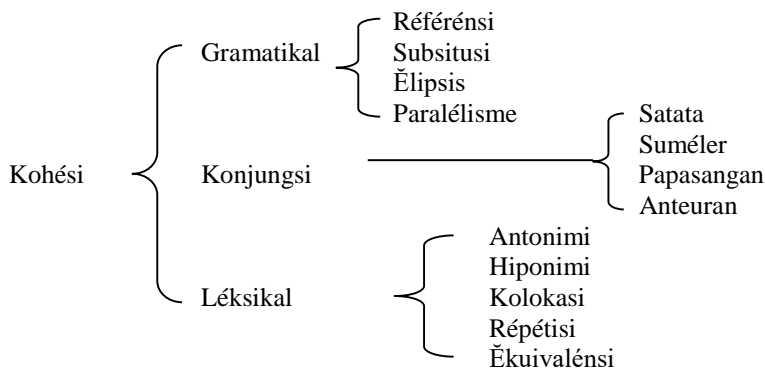 Référénsi
Gramatikal
Subsitusi
Ĕlipsis
Paralélisme
Satata
Suméler
Kohési
Konjungsi
Papasangan
Anteuran
Antonimi
Hiponimi
Léksikal
Kolokasi
Répétisi
Ĕkuivalénsi